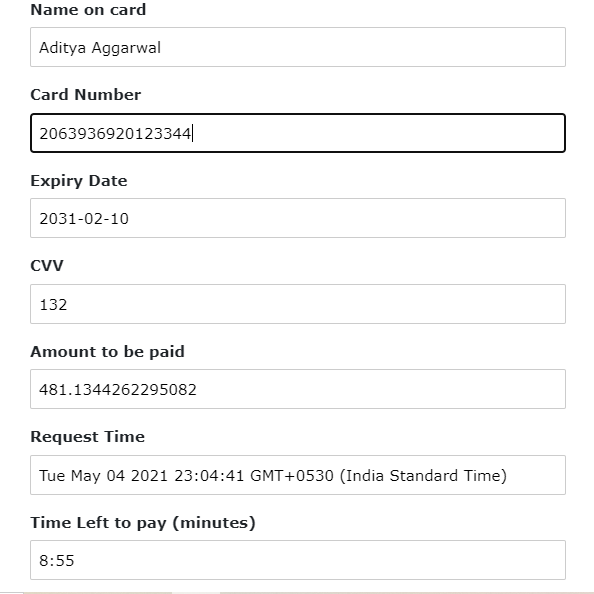 Name on card
Aditya Aggarwal
Card Number
2063936920123344
Expiry Date
2031-02-10
CVV
132
Amount to be paid
481.1344262295082
Request Time
Tue May 04 2021 23:04:41 GMT+0530 (India Standard Time)
Time Left to pay (minutes)
8:55